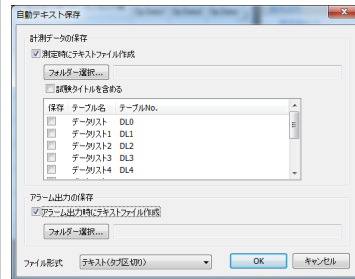 自動テキスト保存
計測データの保存
測定時にテキストファイル作成
フォルダー選択...
試験タイトルを含める
保存 テーブル名 テーブルNo.
データリスト DL0
データリスト1 DL1
データリスト2 DL2
データリスト3 DL3
データリスト4 DL4
アラーム出力の保存
アラーム出力時にテキストファイル作成
フォルダー選択...
ファイル形式 テキスト(タブ区切り) OK キャンセル